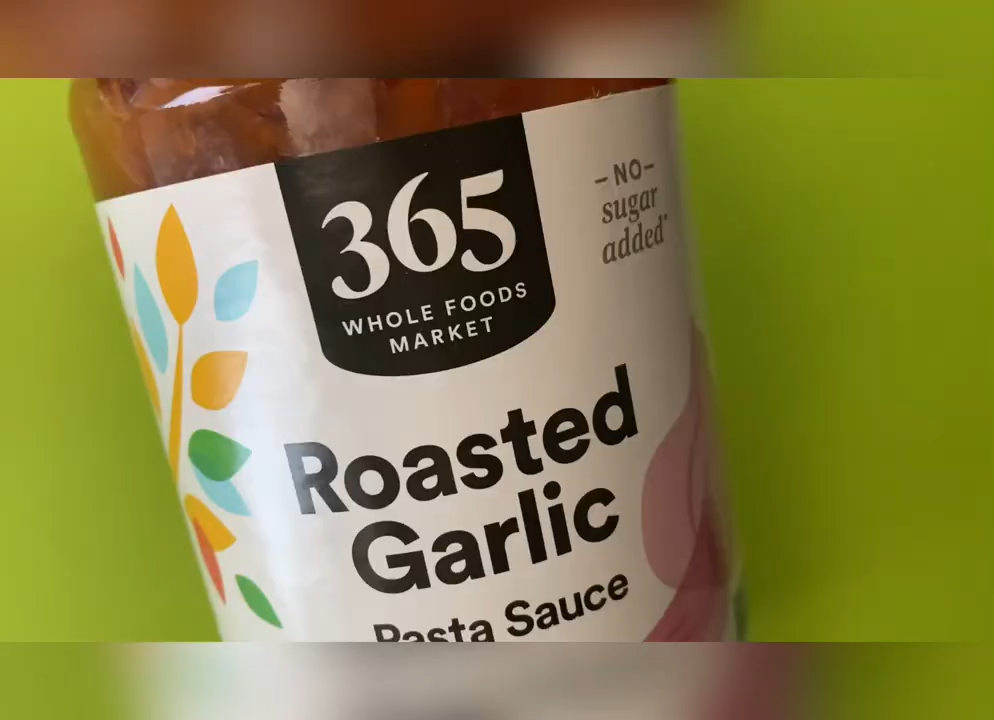 365
WHOLE FOODS
MARKET
– NO –
sugar
added*
Roasted
Garlic
Pasta Sauce